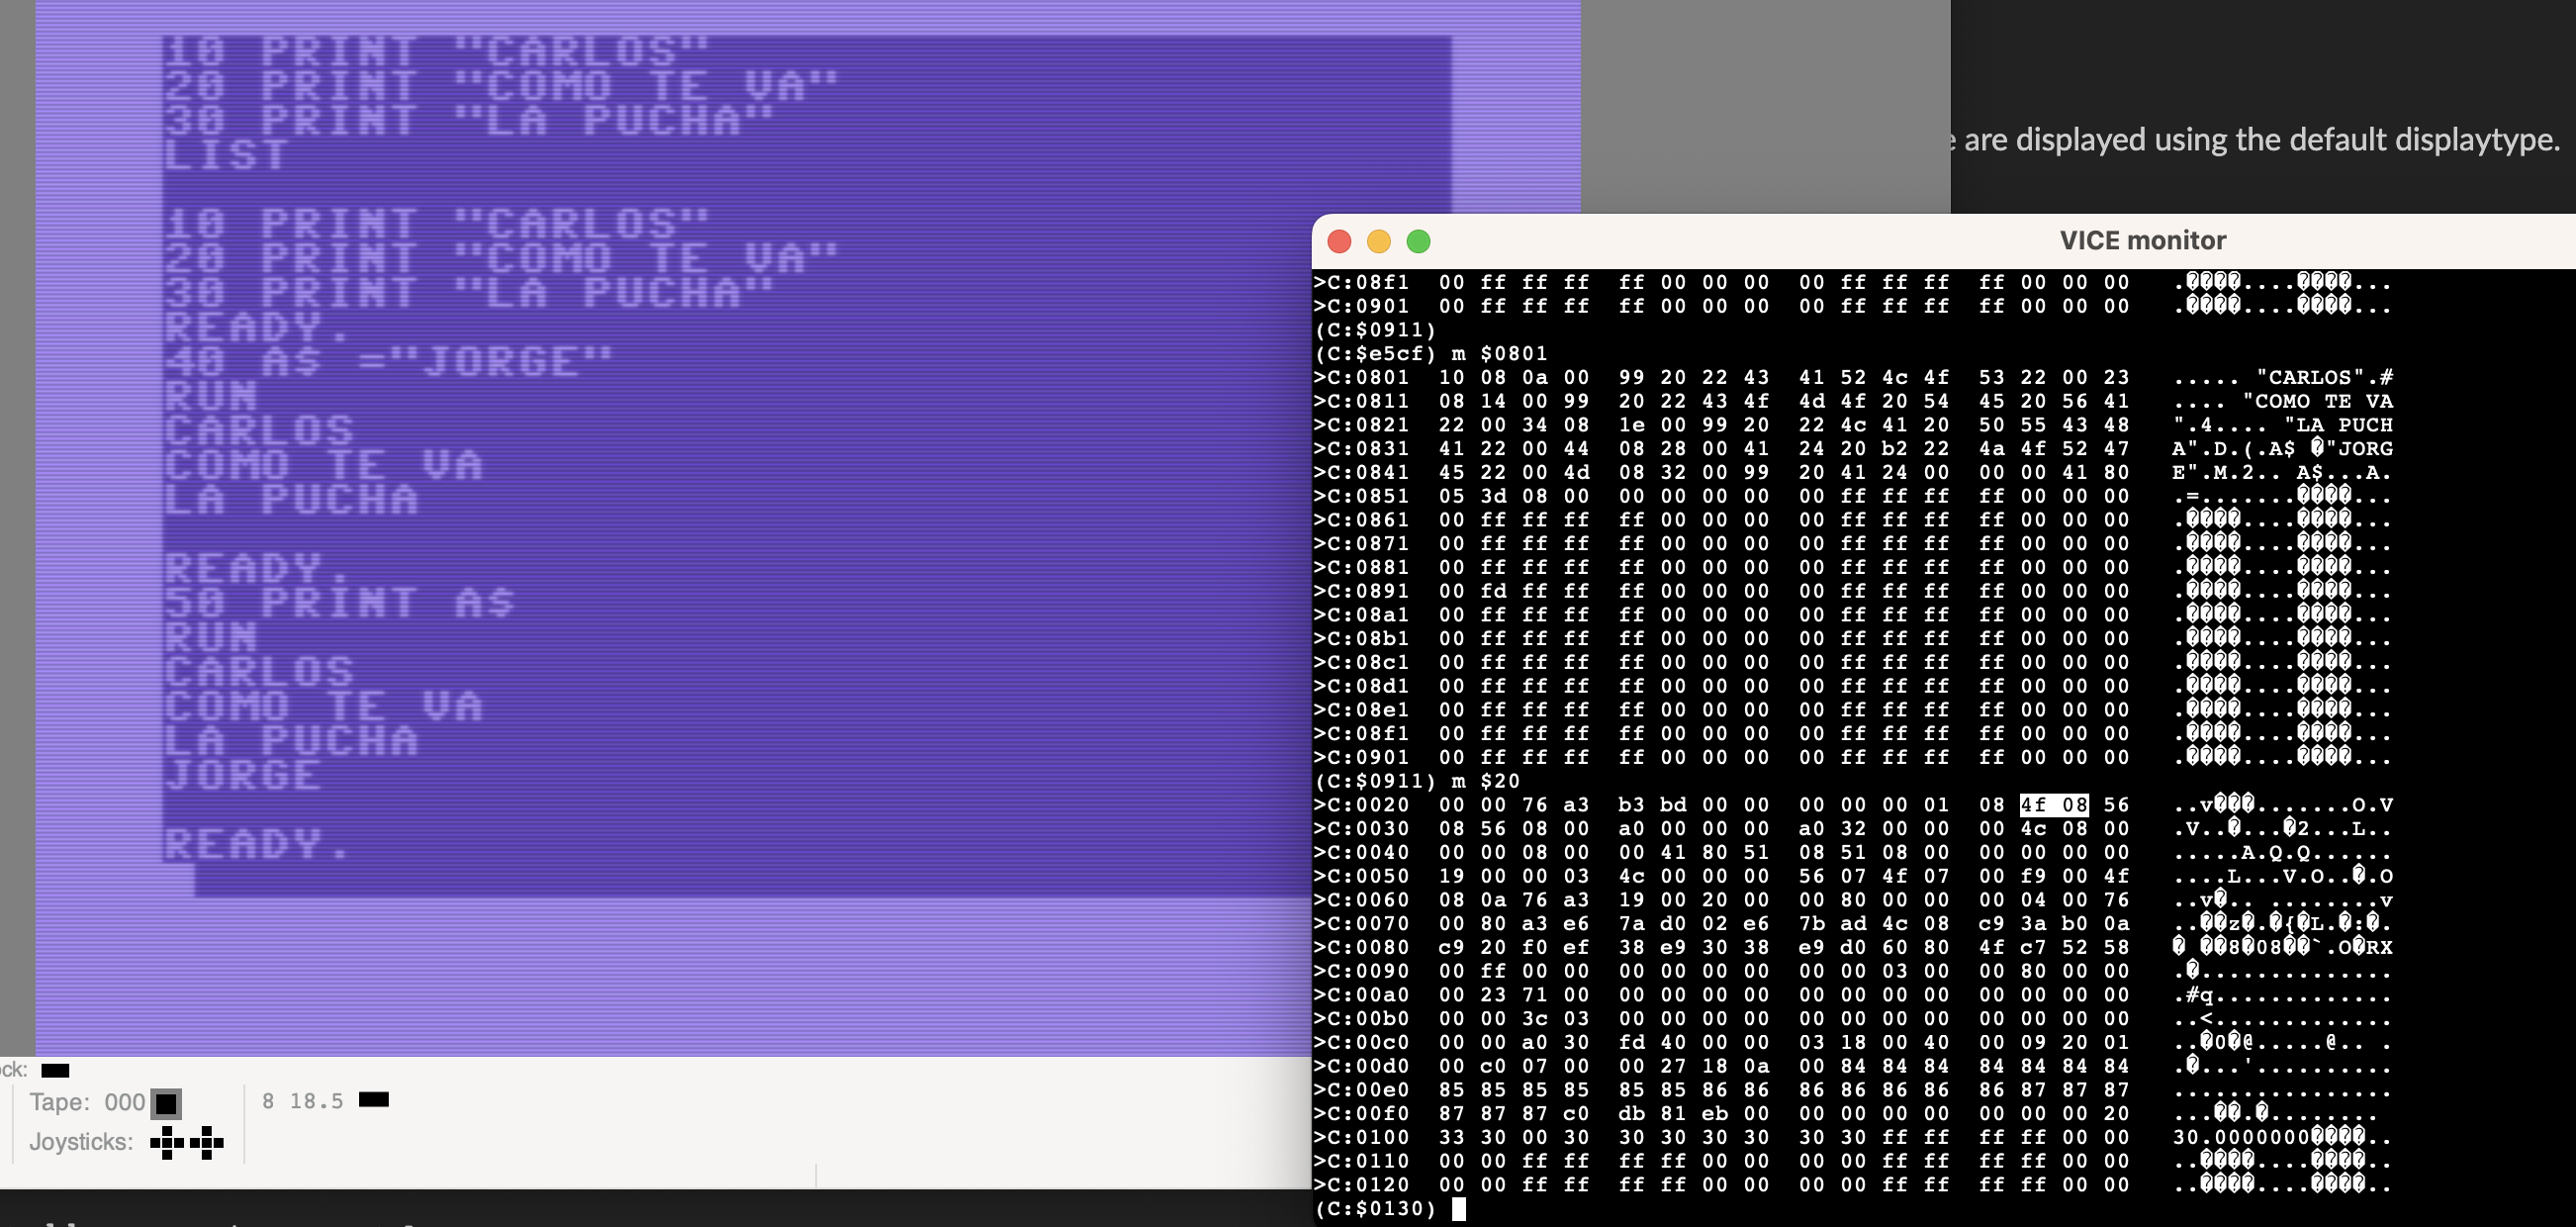 10 PRINT "CARLOS"
20 PRINT "COMO TE VA"
30 PRINT "LA PUCHA"
LIST
10 PRINT "CARLOS"
20 PRINT "COMO TE VA"
30 PRINT "LA PUCHA"
READY.
40 A$ ="JORGE"
RUN
CARLOS
COMO TE VA
LA PUCHA
READY.
50 PRINT A$
RUN
CARLOS
COMO TE VA
LA PUCHA
JORGE
READY.
ock:
Tape: 000
8 18.5
Joysticks:
e are displayed using the default displaytype.
VICE monitor
>C:08f1 00 ff ff ff ff 00 00 00 00 ff ff ff ff 00 00 00 .����....����...
>C:0901 00 ff ff ff ff 00 00 00 00 ff ff ff ff 00 00 00 .����....����...
(C:$0911)
(C:$e5cf) m $0801
>C:0801 10 08 0a 00 99 20 22 43 41 52 4c 4f 53 22 00 23 ..... "CARLOS".#
>C:0811 08 14 00 99 20 22 43 4f 4d 4f 20 54 45 20 56 41 .... "COMO TE VA
>C:0821 22 00 34 08 1e 00 99 20 22 4c 41 20 50 55 43 48 ".4.... "LA PUCH
>C:0831 41 22 00 44 08 28 00 41 24 20 b2 22 4a 4f 52 47 A".D.(.A$ �"JORG
>C:0841 45 22 00 4d 08 32 00 99 20 41 24 00 00 00 41 80 E".M.2.. A$...A.
>C:0851 05 3d 08 00 00 00 00 00 00 ff ff ff ff 00 00 00 .=.......����...
>C:0861 00 ff ff ff ff 00 00 00 00 ff ff ff ff 00 00 00 .����....����...
>C:0871 00 ff ff ff ff 00 00 00 00 ff ff ff ff 00 00 00 .����....����...
>C:0881 00 ff ff ff ff 00 00 00 00 ff ff ff ff 00 00 00 .����....����...
>C:0891 00 fd ff ff ff 00 00 00 00 ff ff ff ff 00 00 00 .����....����...
>C:08a1 00 ff ff ff ff 00 00 00 00 ff ff ff ff 00 00 00 .����....����...
>C:08b1 00 ff ff ff ff 00 00 00 00 ff ff ff ff 00 00 00 .����....����...
>C:08c1 00 ff ff ff ff 00 00 00 00 ff ff ff ff 00 00 00 .����....����...
>C:08d1 00 ff ff ff ff 00 00 00 00 ff ff ff ff 00 00 00 .����....����...
>C:08e1 00 ff ff ff ff 00 00 00 00 ff ff ff ff 00 00 00 .����....����...
>C:08f1 00 ff ff ff ff 00 00 00 00 ff ff ff ff 00 00 00 .����....����...
>C:0901 00 ff ff ff ff 00 00 00 00 ff ff ff ff 00 00 00 .����....����...
(C:$0911) m $20
>C:0020 00 00 76 a3 b3 bd 00 00 00 00 00 01 08 4f 08 56 ..v���.......O.V
>C:0030 08 56 08 00 a0 00 00 00 a0 32 00 00 00 4c 08 00 .V..�...�2...L..
>C:0040 00 00 08 00 00 41 80 51 08 51 08 00 00 00 00 00 .....A.Q.Q......
>C:0050 19 00 00 03 4c 00 00 00 56 07 4f 07 00 f9 00 4f ....L...V.O..�.O
>C:0060 08 0a 76 a3 19 00 20 00 00 80 00 00 00 04 00 76 ..v�.. ........v
>C:0070 00 80 a3 e6 7a d0 02 e6 7b ad 4c 08 c9 3a b0 0a ..��z�.�{�L.�:�.
>C:0080 c9 20 f0 ef 38 e9 30 38 e9 d0 60 80 4f c7 52 58 � ��8�08��`.O�RX
>C:0090 00 ff 00 00 00 00 00 00 00 00 03 00 00 80 00 00 .�..............
>C:00a0 00 23 71 00 00 00 00 00 00 00 00 00 00 00 00 00 .#q.............
>C:00b0 00 00 3c 03 00 00 00 00 00 00 00 00 00 00 00 00 ..<.............
>C:00c0 00 00 a0 30 fd 40 00 00 03 18 00 40 00 09 20 01 ..�0�@.....@.. .
>C:00d0 00 c0 07 00 00 27 18 0a 00 84 84 84 84 84 84 84 .�...'..........
>C:00e0 85 85 85 85 85 85 86 86 86 86 86 86 86 87 87 87 ................
>C:00f0 87 87 87 c0 db 81 eb 00 00 00 00 00 00 00 00 20 ...��.�........
>C:0100 33 30 00 30 30 30 30 30 30 30 ff ff ff ff 00 00 30.0000000����..
>C:0110 00 00 ff ff ff ff 00 00 00 00 ff ff ff ff 00 00 ..����....����..
>C:0120 00 00 ff ff ff ff 00 00 00 00 ff ff ff ff 00 00 ..����....����..
(C:$0130)